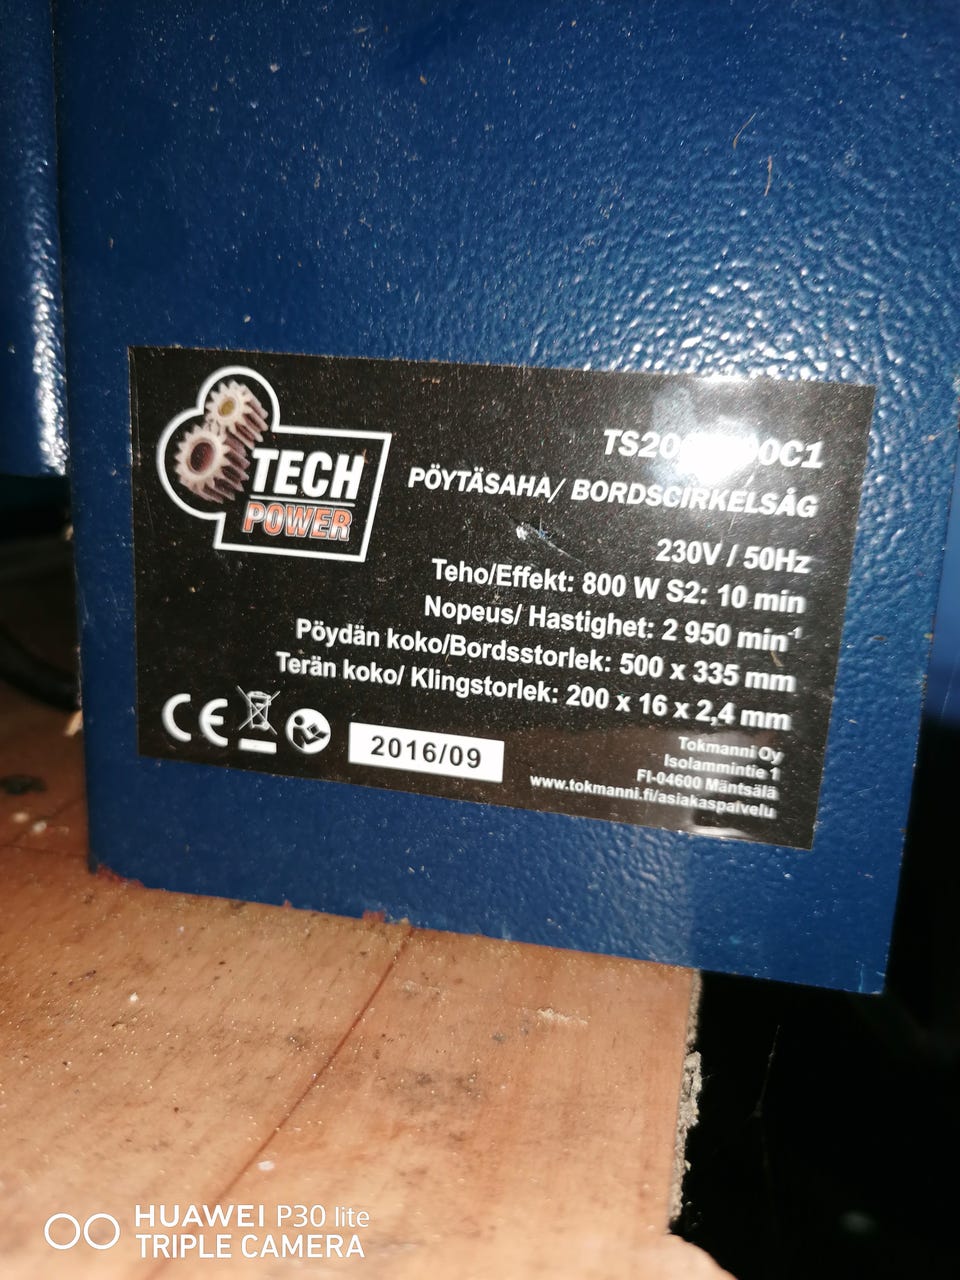 TECH
POWER
PÖYTÄSAHA/ BORDSCIRKELSÅG
230V / 50Hz
Teho/Effekt: 800 W S2: 10 min
Nopeus/ Hastighet: 2 950 min⁻¹
Pöydän koko/Bordsstorlek: 500 x 335 mm
Terän koko/ Klingstorlek: 200 x 16 x 2,4 mm
CE
2016/09
Tokmanni Oy
Isolammintie 1
FI-04600 Mäntsälä
www.tokmanni.fi/asiakaspalvelu
HUAWEI P30 lite
TRIPLE CAMERA